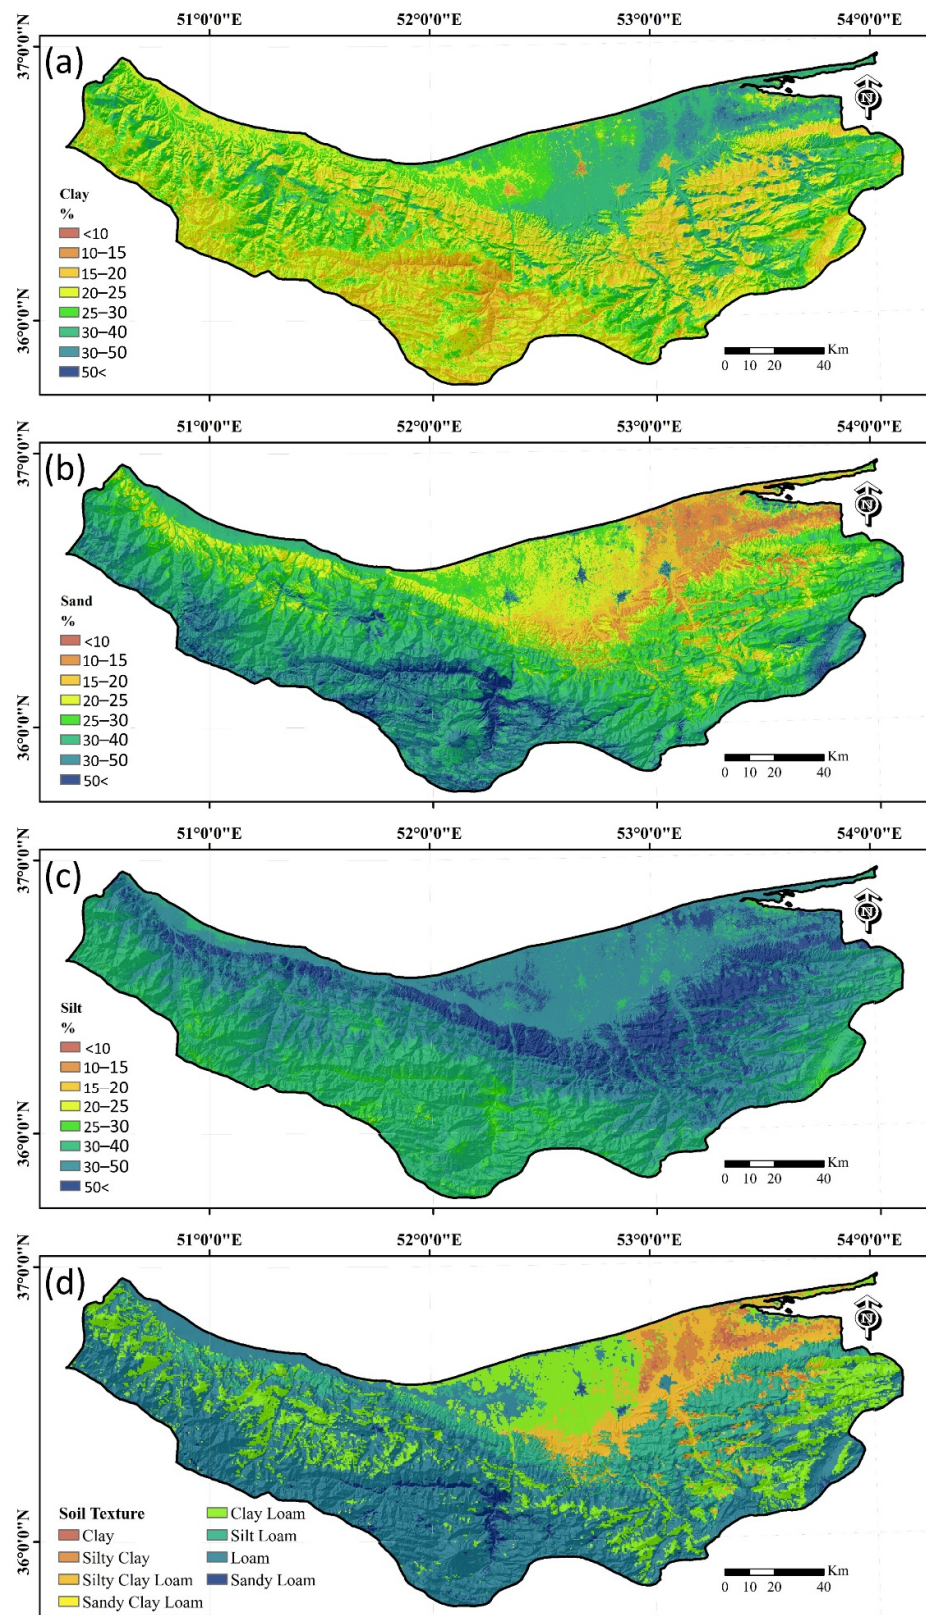 51°0'0"E 52°0'0"E 53°0'0"E 54°0'0"E
37°0'0"N
(a)
N
Clay
%
<10
10–15
15–20
20–25
25–30
30–40
30–50
50<
36°0'0"N
Km
0 10 20 40
51°0'0"E 52°0'0"E 53°0'0"E 54°0'0"E
37°0'0"N
(b)
N
Sand
%
<10
10–15
15–20
20–25
25–30
30–40
30–50
50<
36°0'0"N
Km
0 10 20 40
51°0'0"E 52°0'0"E 53°0'0"E 54°0'0"E
37°0'0"N
(c)
N
Silt
%
<10
10–15
15–20
20–25
25–30
30–40
30–50
50<
36°0'0"N
Km
0 10 20 40
51°0'0"E 52°0'0"E 53°0'0"E 54°0'0"E
37°0'0"N
(d)
N
36°0'0"N
Soil Texture
Clay
Silty Clay
Silty Clay Loam
Sandy Clay Loam
Clay Loam
Silt Loam
Loam
Sandy Loam
Km
0 10 20 40